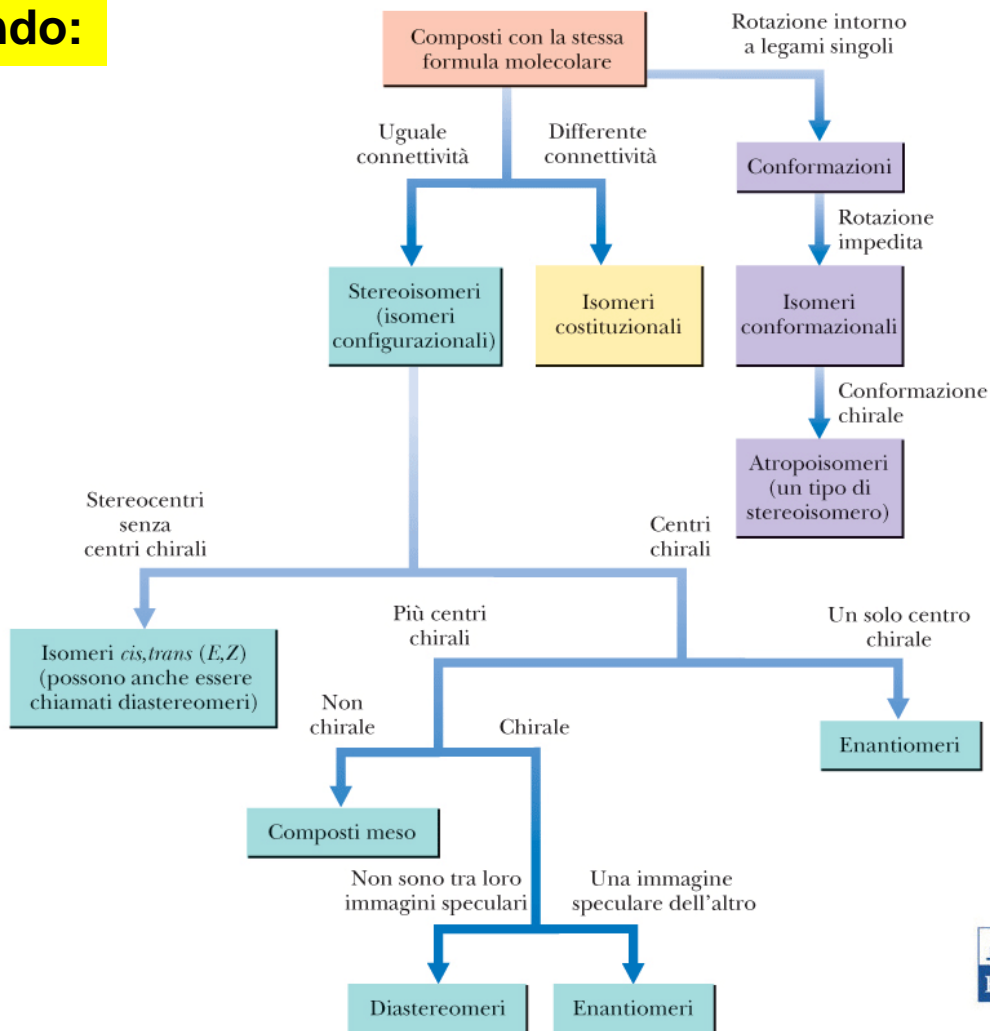 ndo:
Composti con la stessa
formula molecolare
Rotazione intorno
a legami singoli
Uguale
connettività
Differente
connettività
Conformazioni
Rotazione
impedita
Stereoisomeri
(isomeri
configurazionali)
Isomeri
costituzionali
Isomeri
conformazionali
Conformazione
chirale
Atropoisomeri
(un tipo di
stereoisomero)
Stereocentri
senza
centri chirali
Centri
chirali
Isomeri cis,trans (E,Z)
(possono anche essere
chiamati diastereomeri)
Più centri
chirali
Un solo centro
chirale
Non
chirale
Chirale
Enantiomeri
Composti meso
Non sono tra loro
immagini speculari
Una immagine
speculare dell'altro
Diastereomeri
Enantiomeri